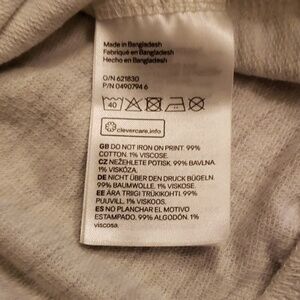 Made in Bangladesh
Fabriqué en Bangladesh
Hecho en Bangladesh
O/N 621830
P/N 0490794 6
40
clevercare.info
GB DO NOT IRON ON PRINT. 99%
COTTON. 1% VISCOSE.
CZ NEŽEHLETE POTISK. 99% BAVLNA.
1% VISKÓZA.
DE NICHT ÜBER DEN DRUCK BÜGELN.
99% BAUMWOLLE. 1% VISKOSE.
EE ÄRA TRIIGI TRÜKIKOHTA. 99%
PUUVILL. 1% VISKOOS.
ES NO PLANCHAR EL MOTIVO
ESTAMPADO. 99% ALGODÓN. 1%
viscosa